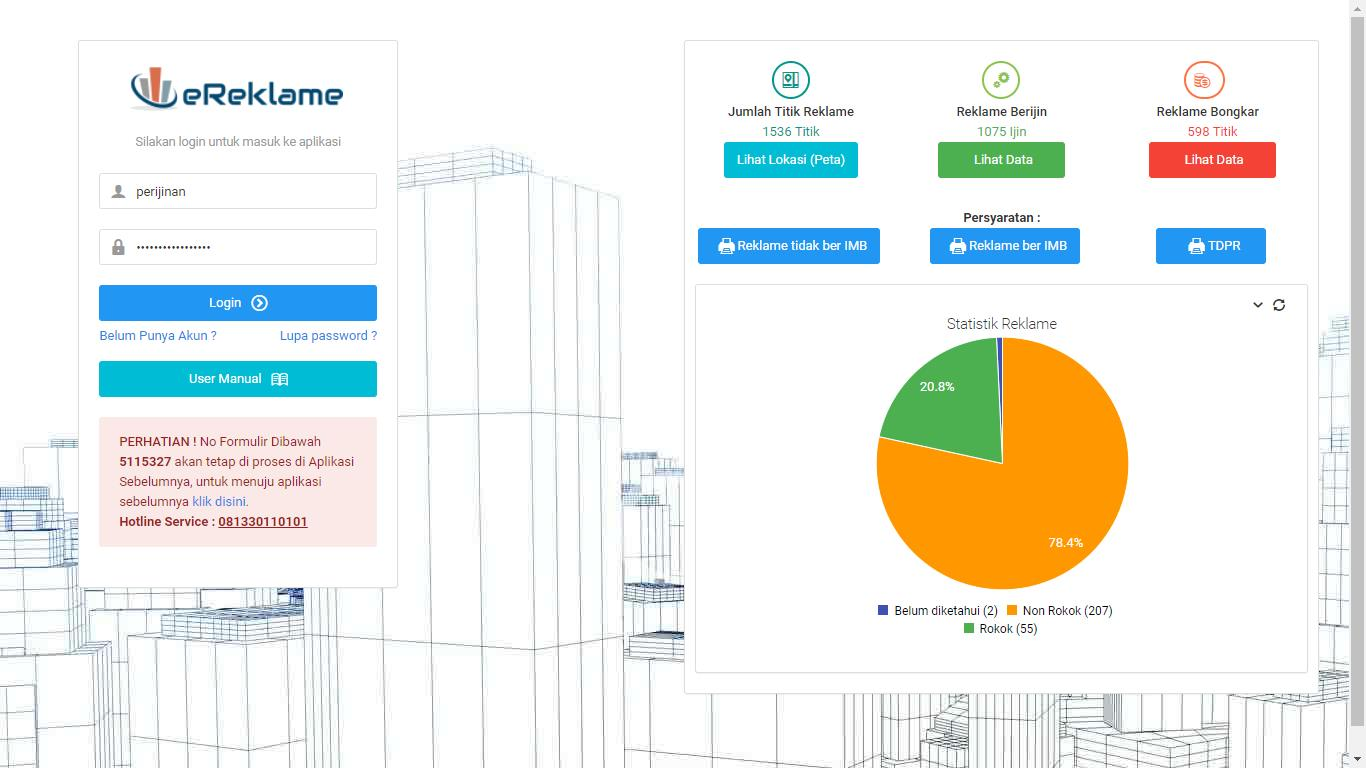 eReklame
Silakan login untuk masuk ke aplikasi
perijinan
•••••••••••••••••
Login
Belum Punya Akun ? Lupa password ?
User Manual
PERHATIAN ! No Formulir Dibawah
5115327 akan tetap di proses di Aplikasi
Sebelumnya, untuk menuju aplikasi
sebelumnya klik disini.
Hotline Service : 081330110101
Jumlah Titik Reklame
1536 Titik
Lihat Lokasi (Peta)
Reklame Berijin
1075 Ijin
Lihat Data
Reklame Bongkar
598 Titik
Lihat Data
Persyaratan :
Reklame tidak ber IMB
Reklame ber IMB
TDPR
Statistik Reklame
20.8%
78.4%
Belum diketahui (2) Non Rokok (207)
Rokok (55)